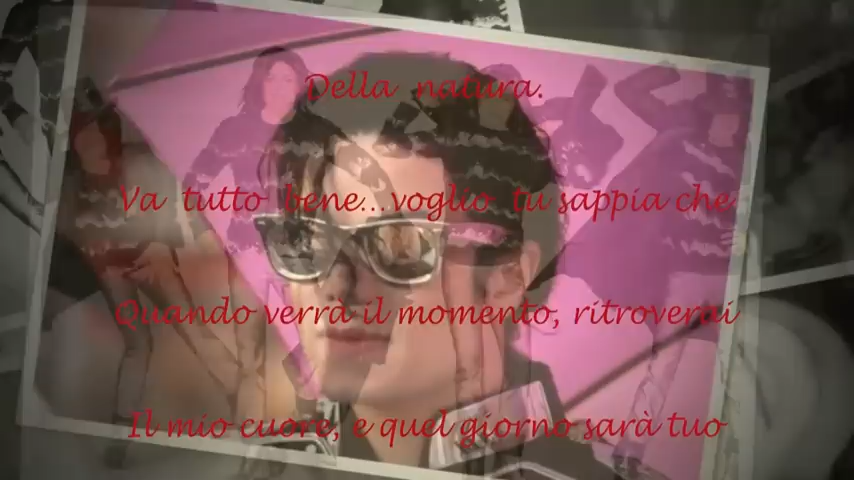 Della natura.
Va tutto bene...voglio tu sappia che
Quando verrà il momento, ritroverai
Il mio cuore, e quel giorno sarà tuo